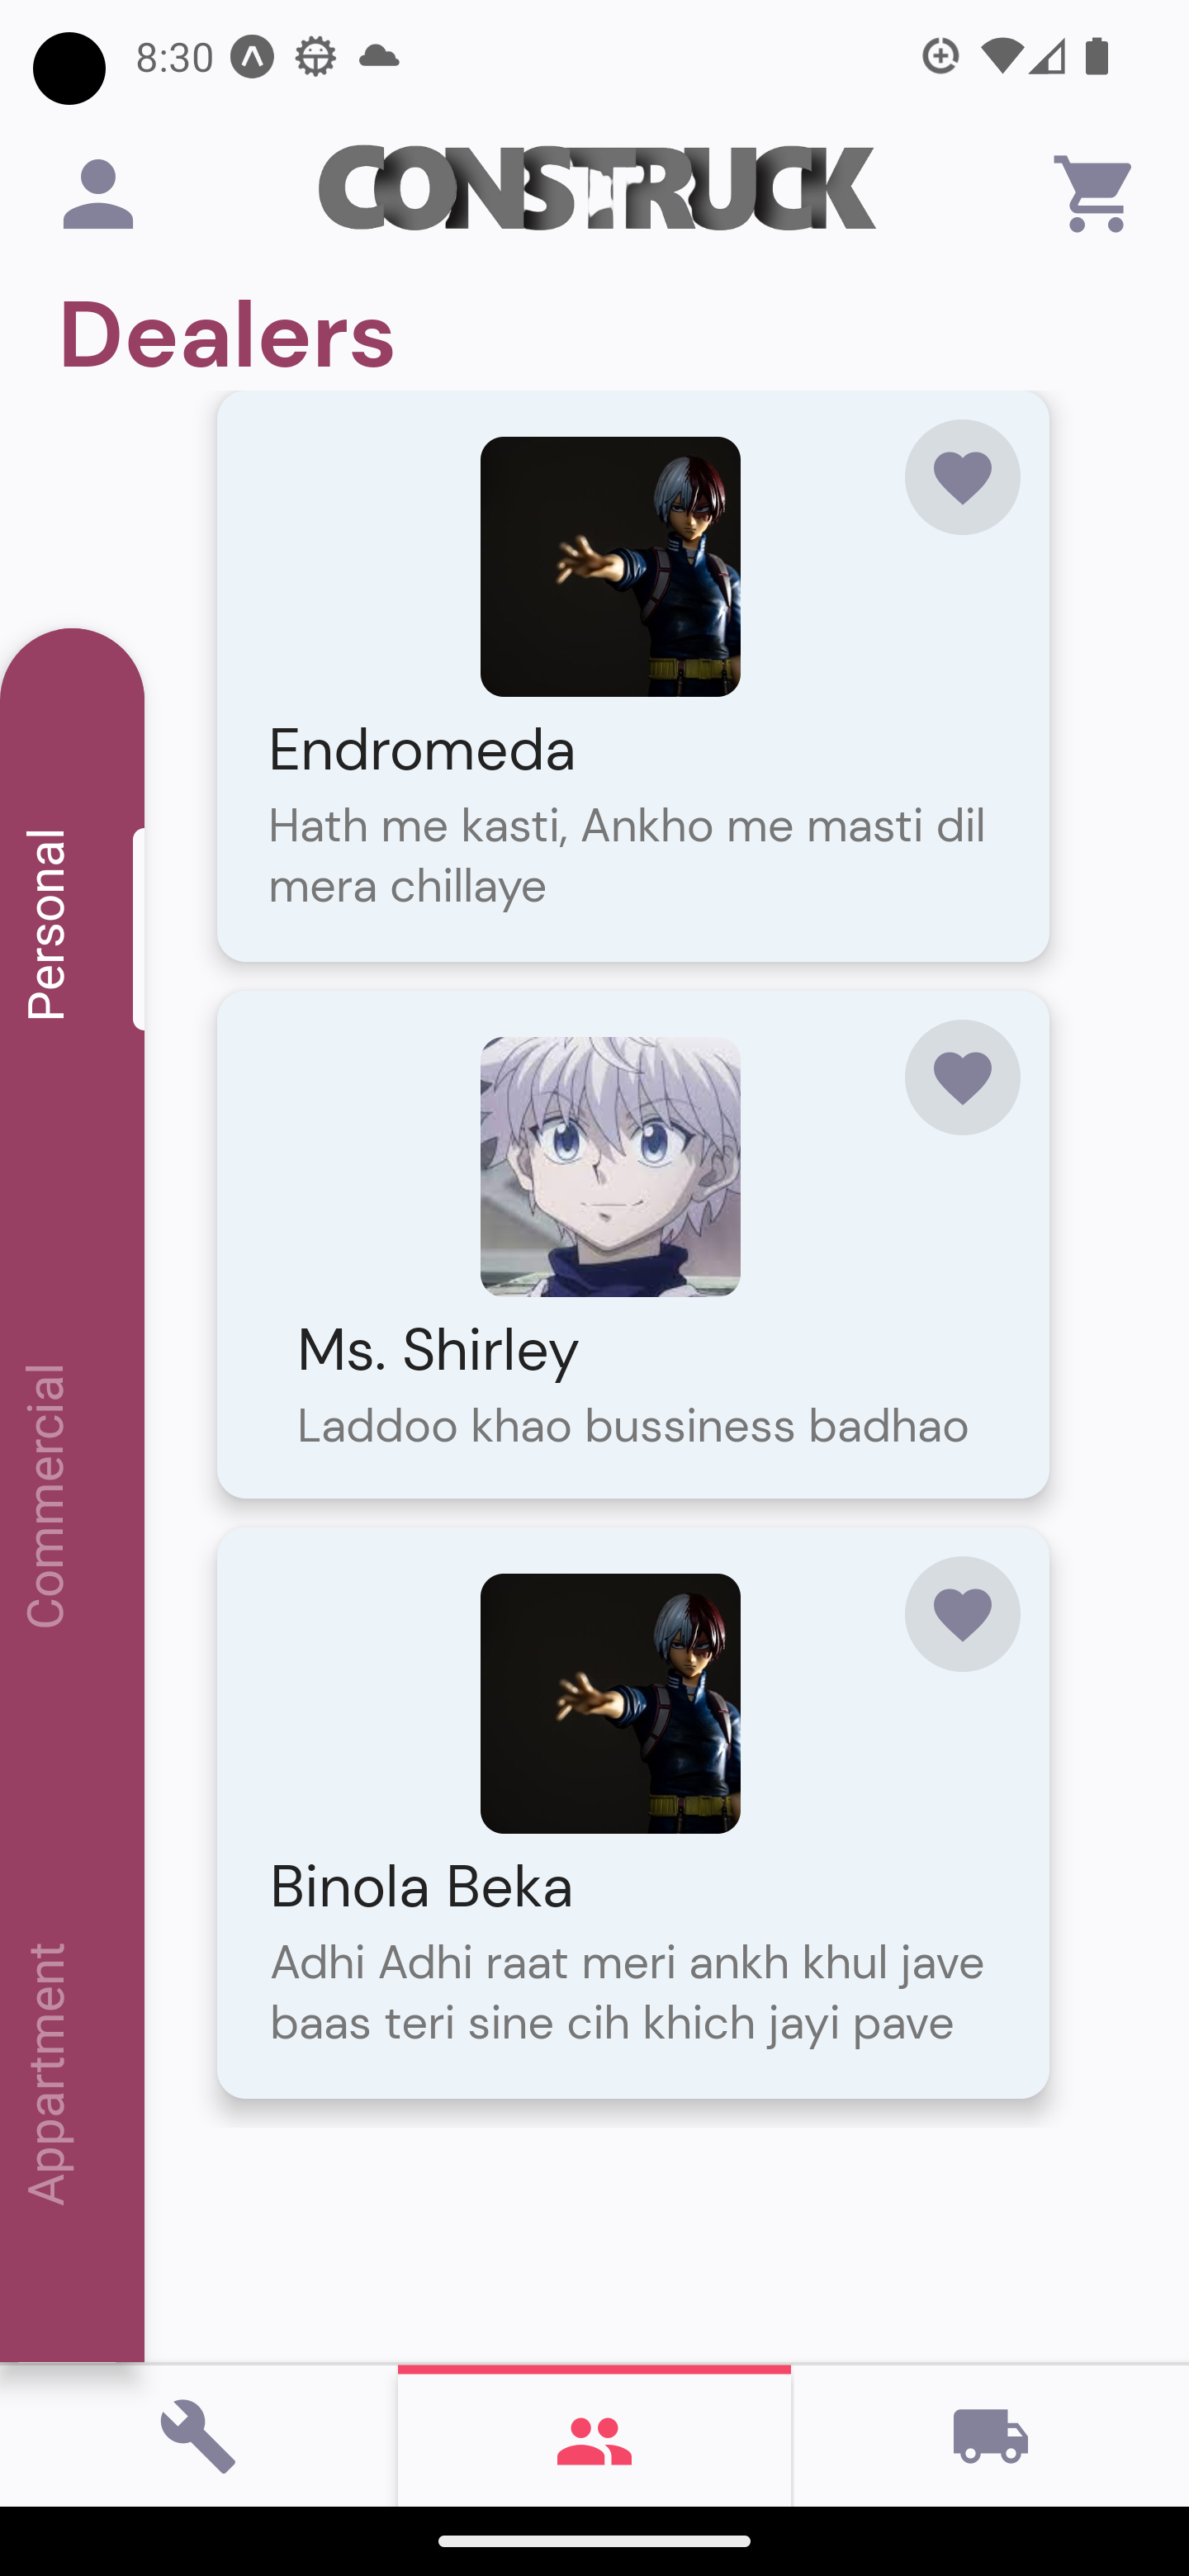 8:30
CONSTRUCK
Dealers
Endromeda
Hath me kasti, Ankho me masti dil
mera chillaye
Personal
Ms. Shirley
Laddoo khao bussiness badhao
Commercial
Binola Beka
Adhi Adhi raat meri ankh khul jave
baas teri sine cih khich jayi pave
Appartment